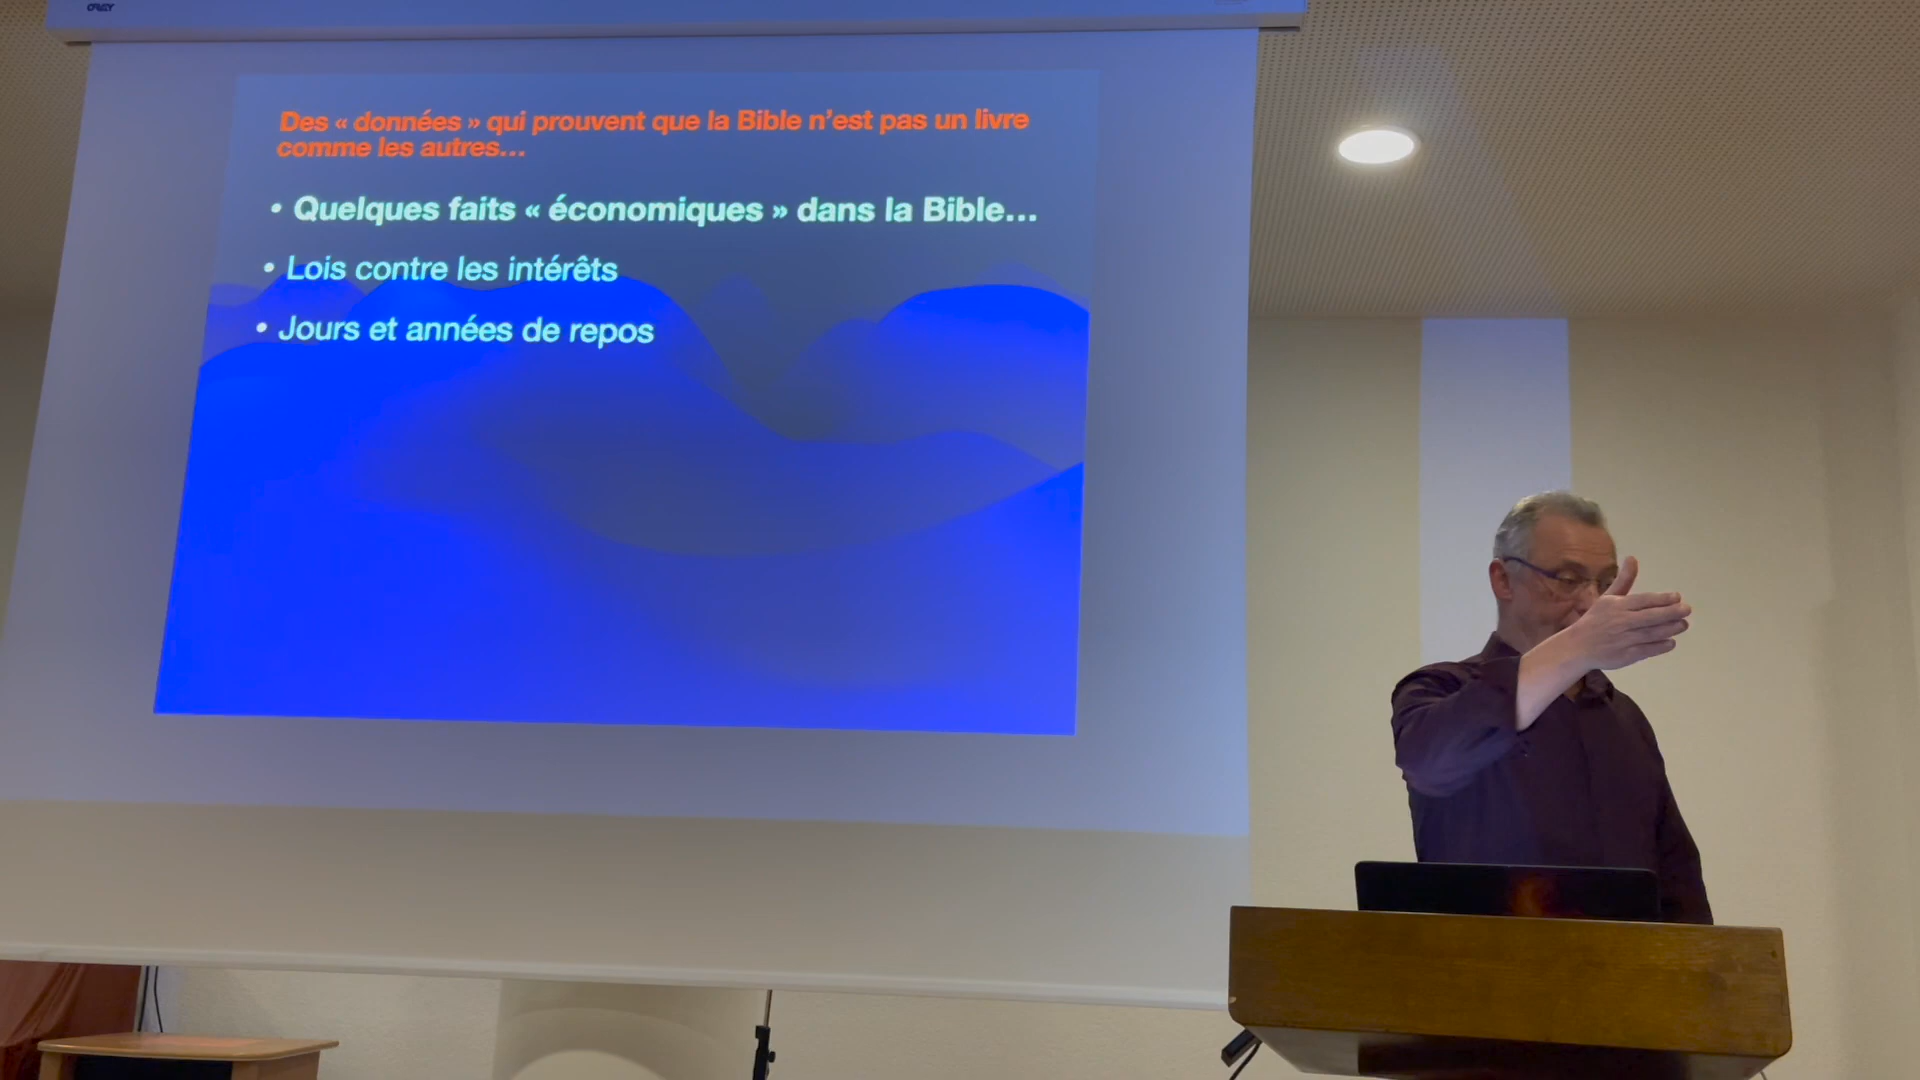 ORAY
Des « données » qui prouvent que la Bible n’est pas un livre
comme les autres…
• Quelques faits « économiques » dans la Bible…
• Lois contre les intérêts
• Jours et années de repos